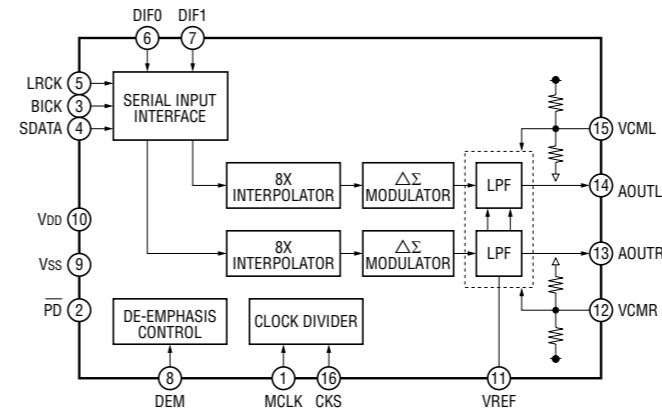 DIF0 DIF1
6 7
LRCK 5
BICK 3
SDATA 4
SERIAL INPUT
INTERFACE
15 VCML
8X
INTERPOLATOR
ΔΣ
MODULATOR
LPF
14 AOUTL
VDD 10
8X
INTERPOLATOR
ΔΣ
MODULATOR
LPF
13 AOUTR
VSS 9
PD 2
12 VCMR
DE-EMPHASIS
CONTROL
CLOCK DIVIDER
8 1 16 11
DEM MCLK CKS VREF